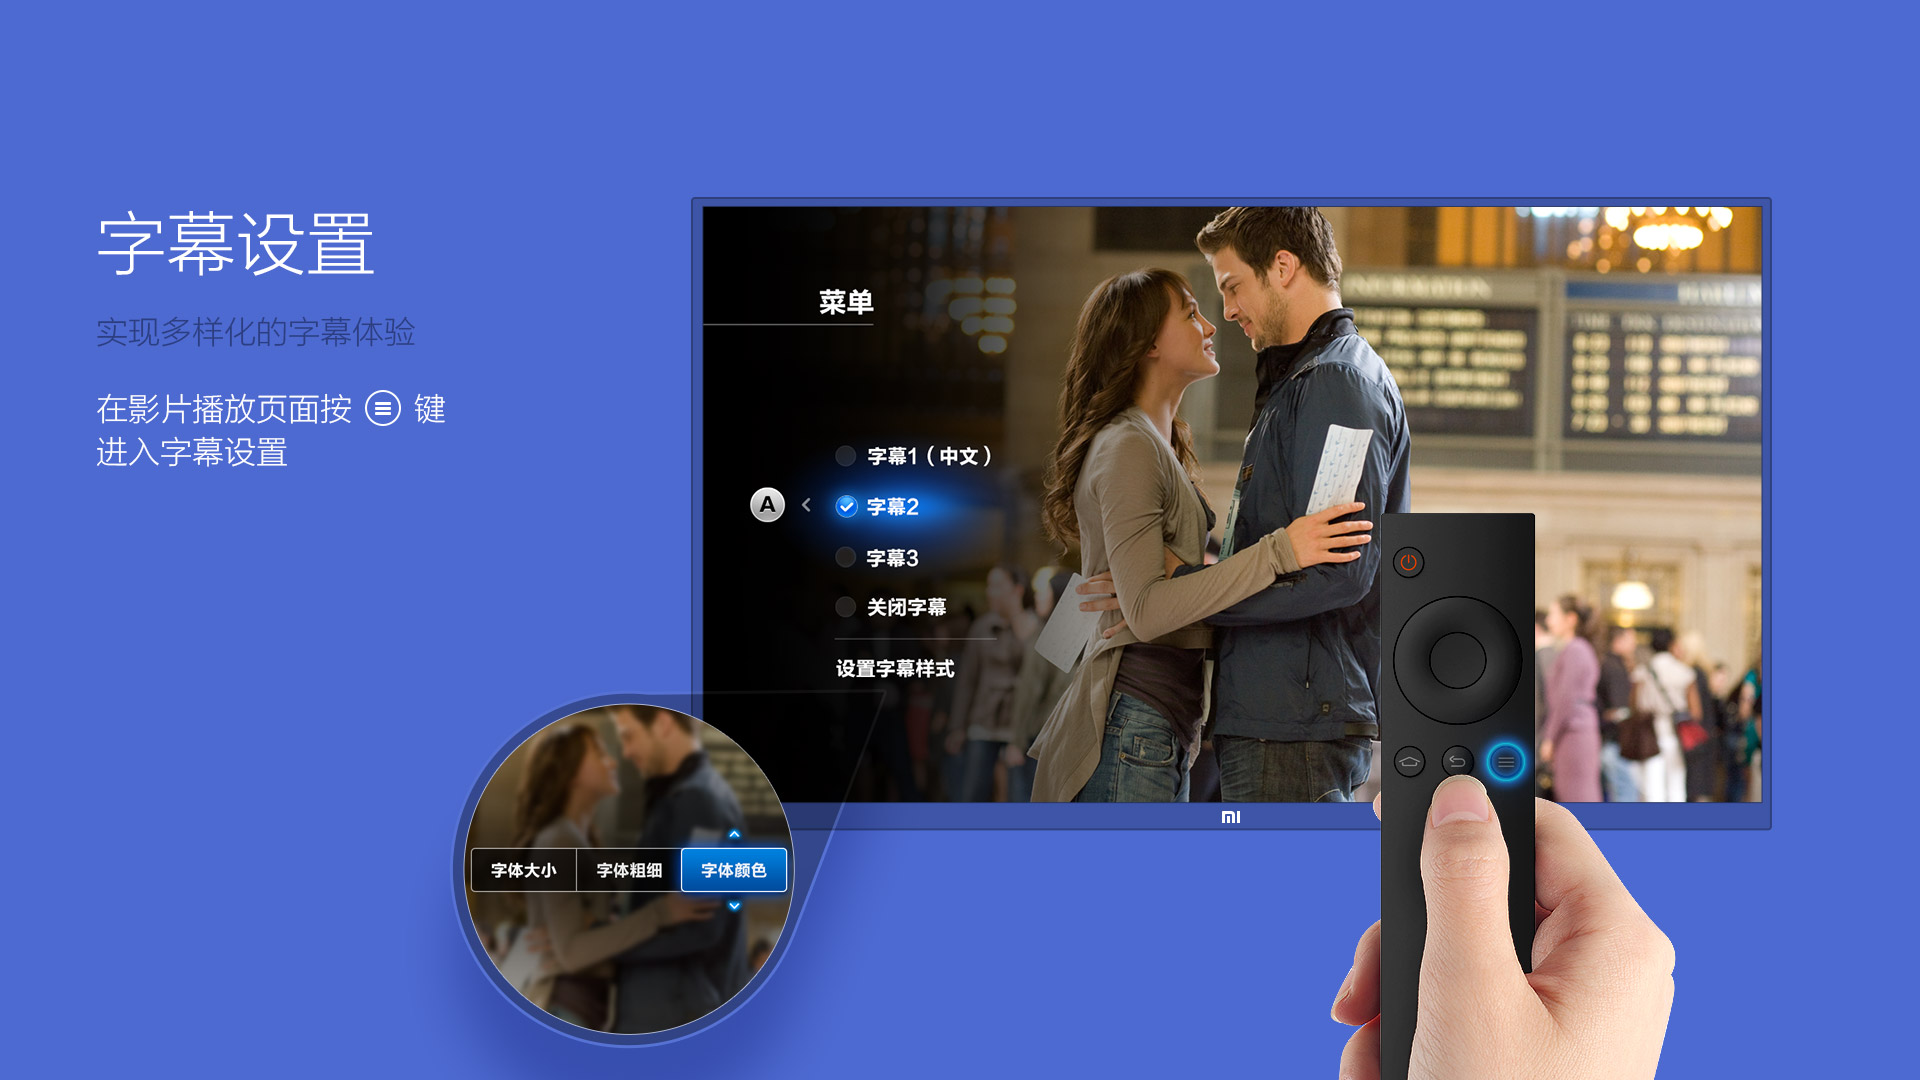 字幕设置
实现多样化的字幕体验
在影片播放页面按 键
进入字幕设置
菜单
字幕1（中文）
A
字幕2
字幕3
关闭字幕
设置字幕样式
字体大小 字体粗细 字体颜色
INFORMATION
mi